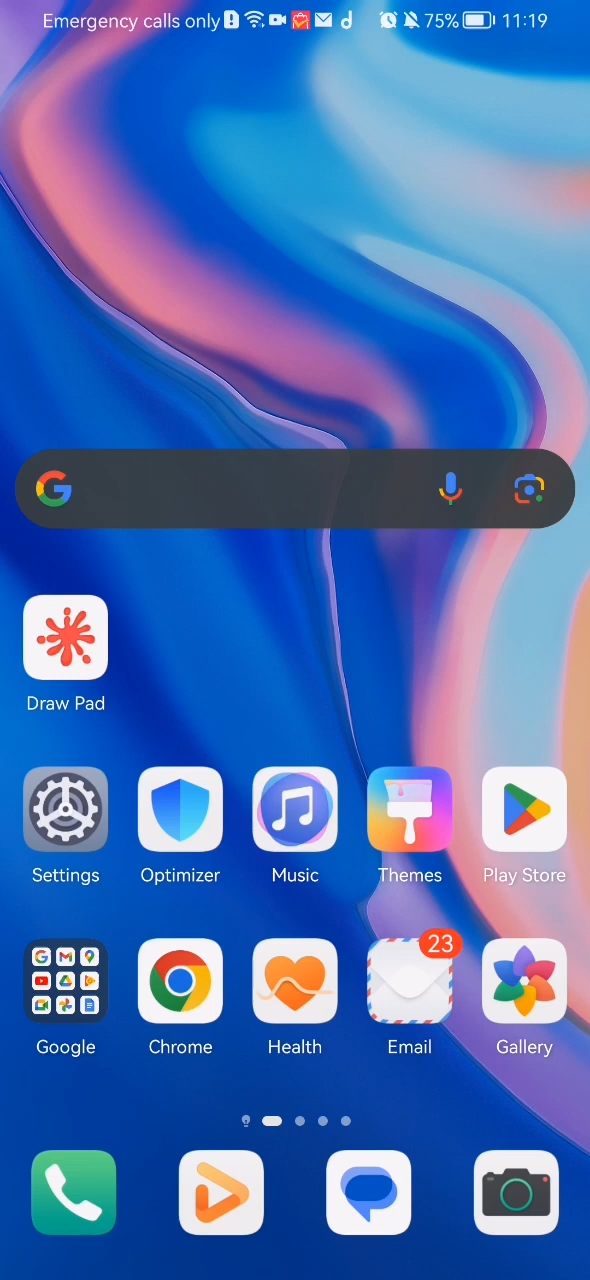 Emergency calls only 75% 11:19
Draw Pad
Settings Optimizer Music Themes Play Store
23
Google Chrome Health Email Gallery